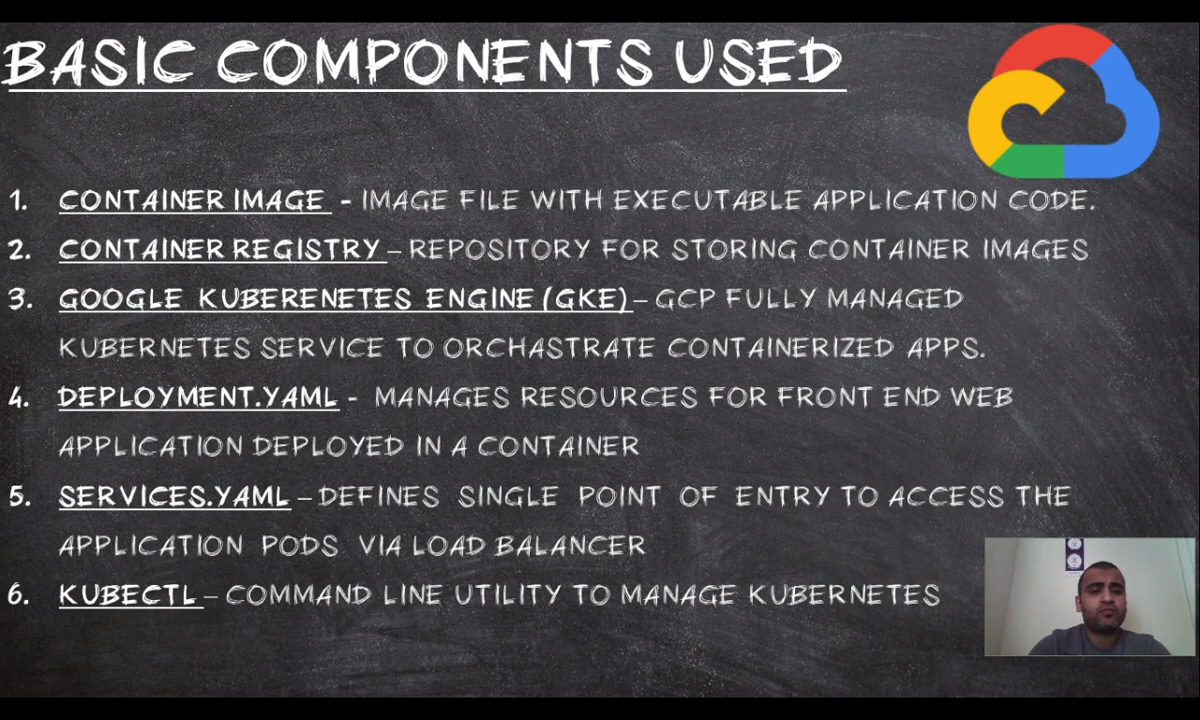 BASIC COMPONENTS USED
1. CONTAINER IMAGE - IMAGE FILE WITH EXECUTABLE APPLICATION CODE.
2. CONTAINER REGISTRY – REPOSITORY FOR STORING CONTAINER IMAGES
3. GOOGLE KUBERENETES ENGINE (GKE) – GCP FULLY MANAGED
KUBERNETES SERVICE TO ORCHASTRATE CONTAINERIZED APPS.
4. DEPLOYMENT.YAML - MANAGES RESOURCES FOR FRONT END WEB
APPLICATION DEPLOYED IN A CONTAINER
5. SERVICES.YAML – DEFINES SINGLE POINT OF ENTRY TO ACCESS THE
APPLICATION PODS VIA LOAD BALANCER
6. KUBECTL – COMMAND LINE UTILITY TO MANAGE KUBERNETES